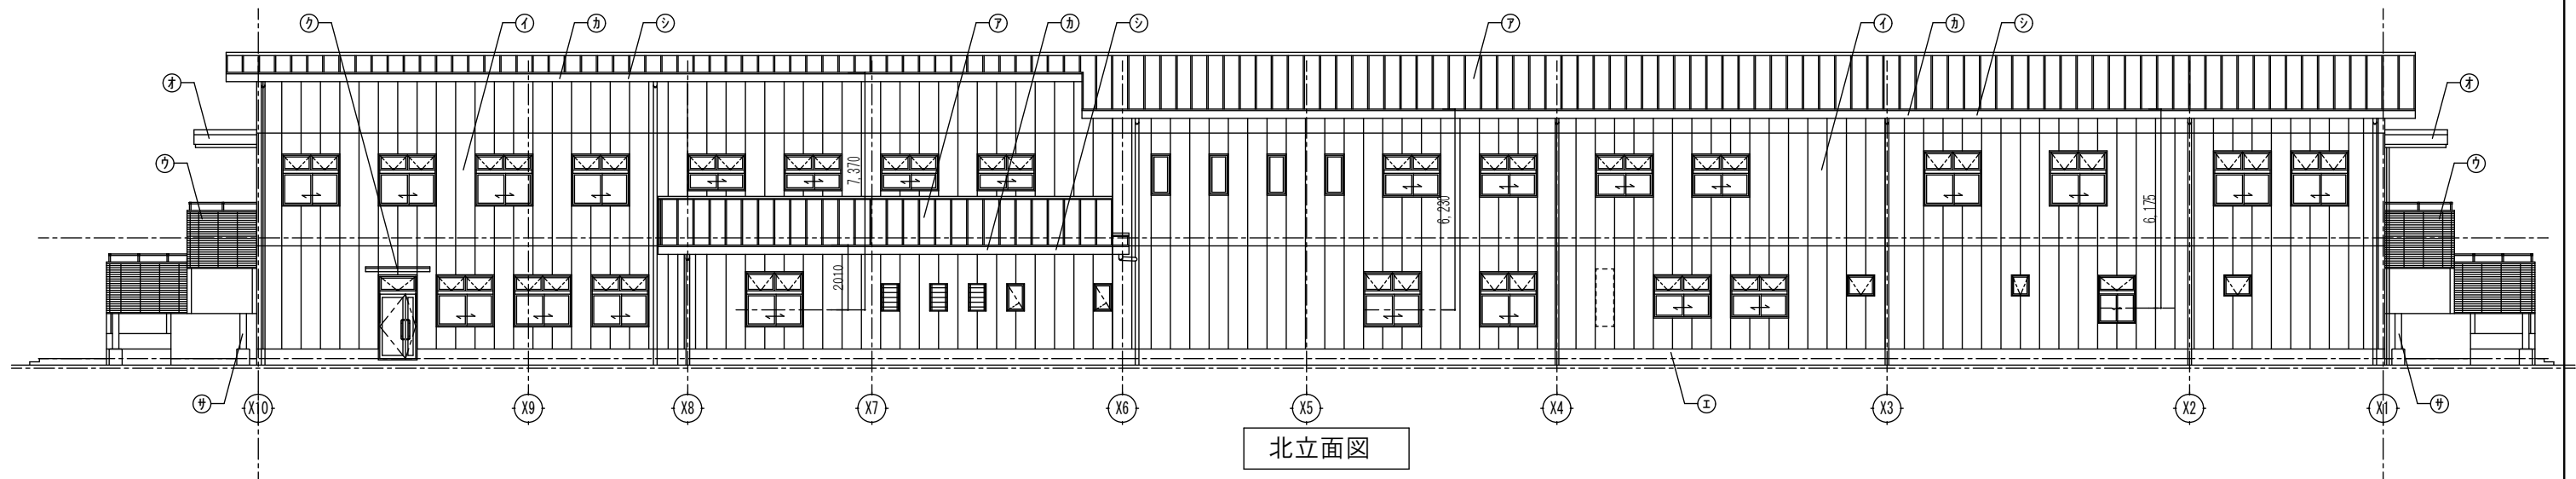 ク イ カ シ ア カ シ ア イ カ シ
オ オ
ウ ウ
7,370 6,230 6,175
2010
サ エ サ
X10 X9 X8 X7 X6 X5 X4 X3 X2 X1
北立面図